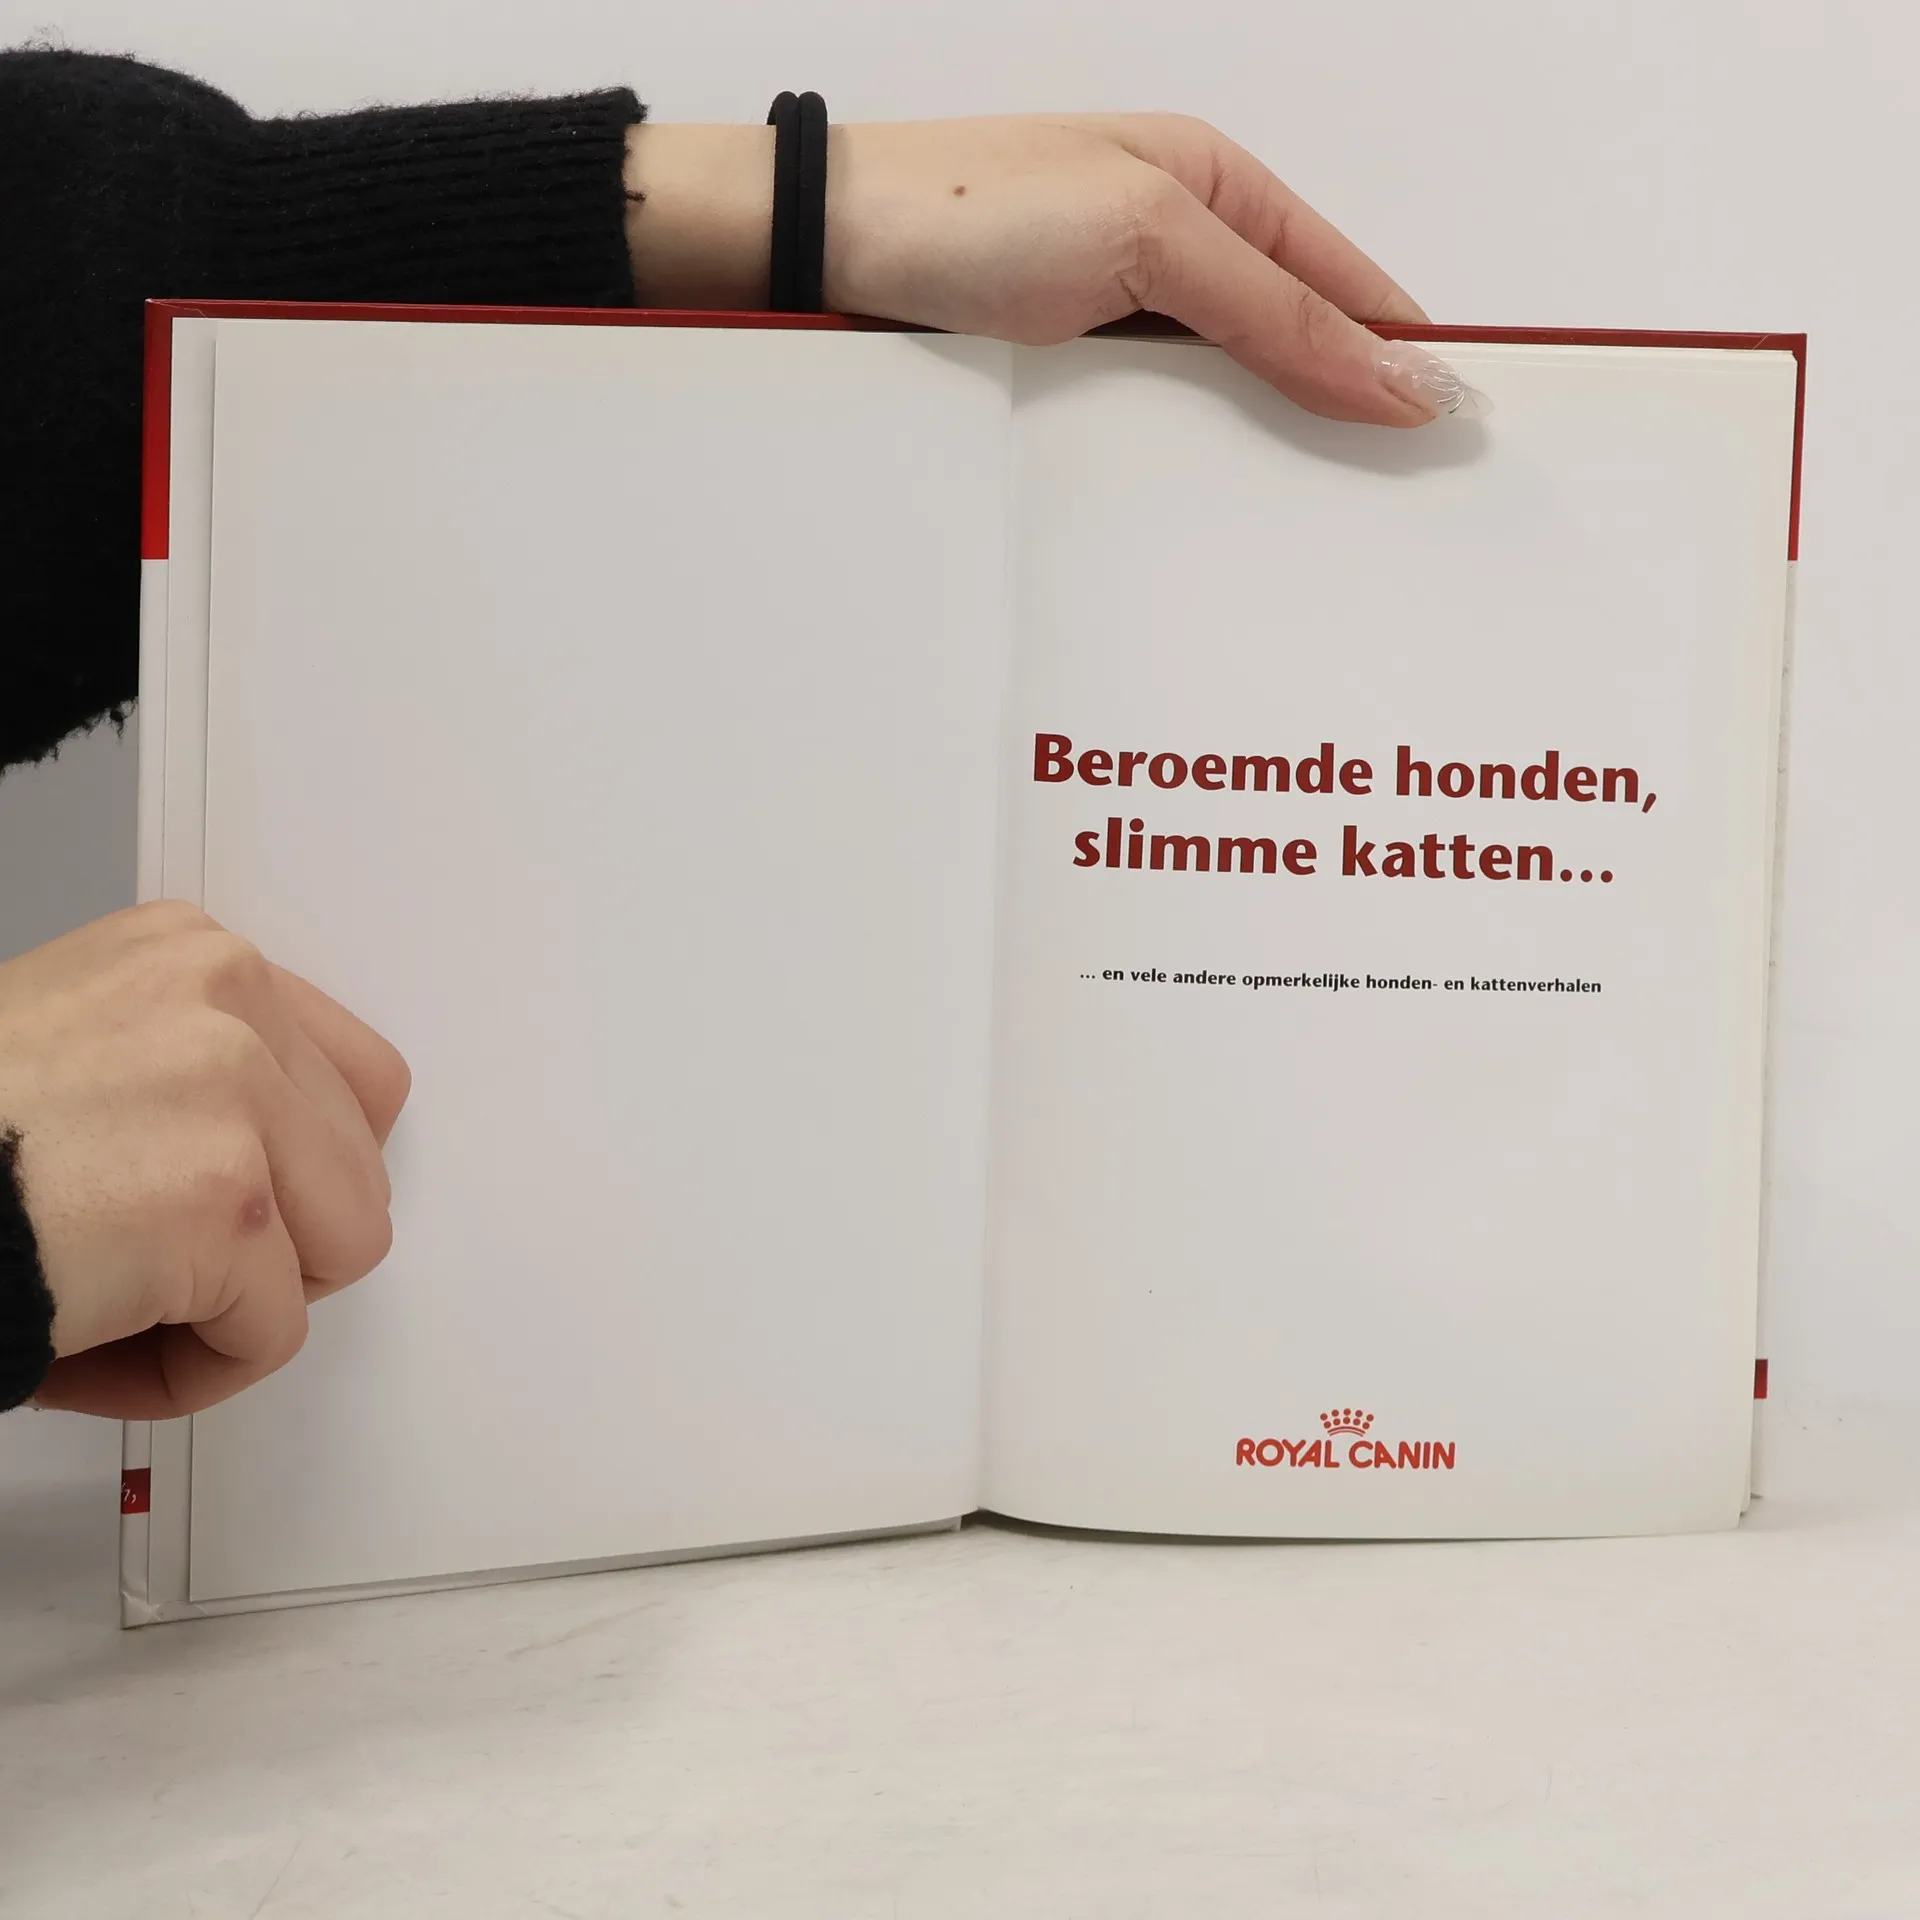 Beroemde honden,
slimme katten...
... en vele andere opmerkelijke honden- en kattenverhalen
ROYAL CANIN